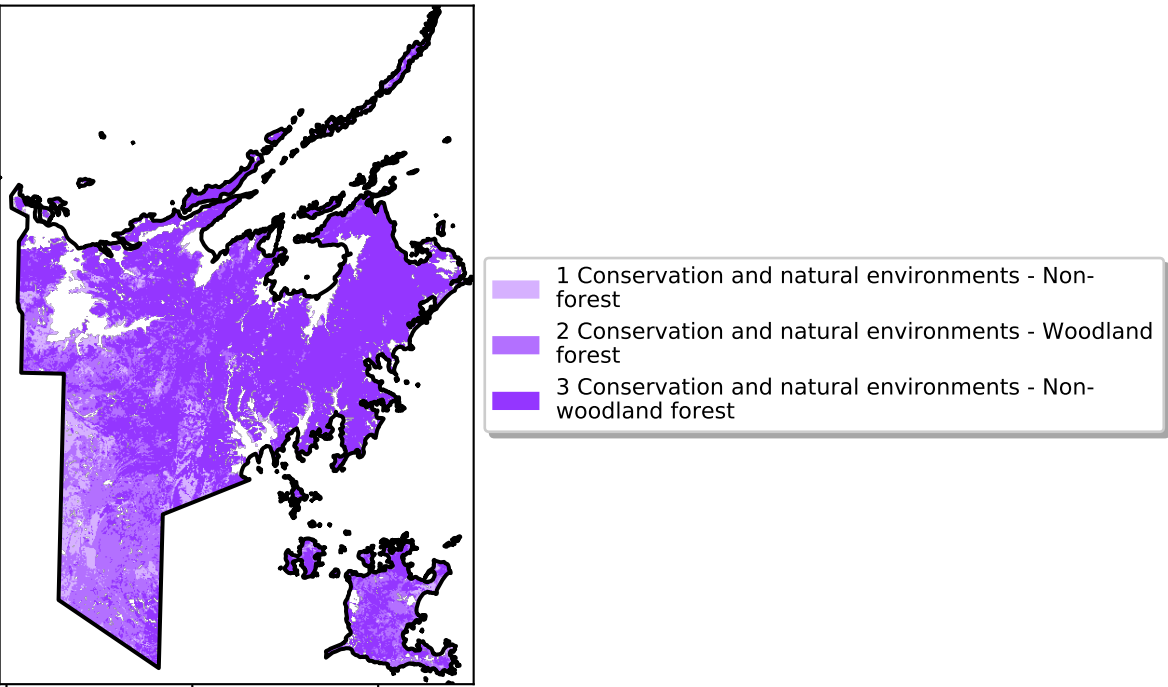 1 Conservation and natural environments - Non-
forest
2 Conservation and natural environments - Woodland
forest
3 Conservation and natural environments - Non-
woodland forest